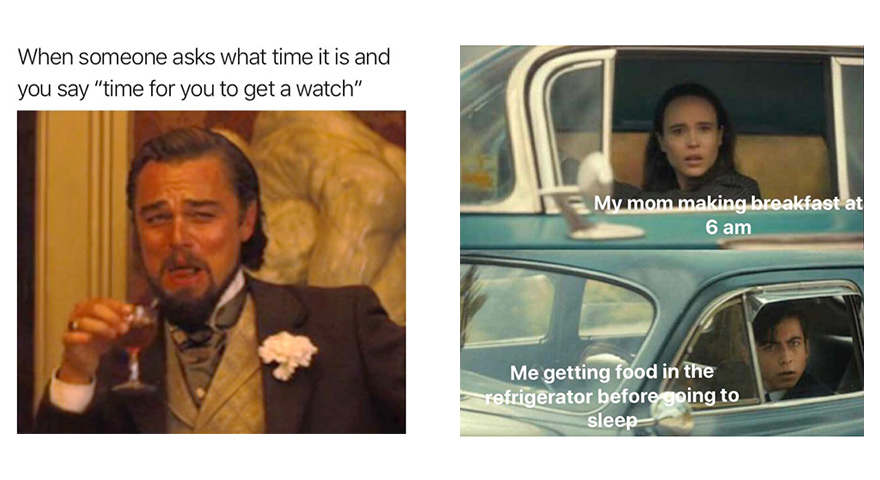 When someone asks what time it is and
you say “time for you to get a watch”
My mom making breakfast at
6 am
Me getting food in the
refrigerator before going to
sleep